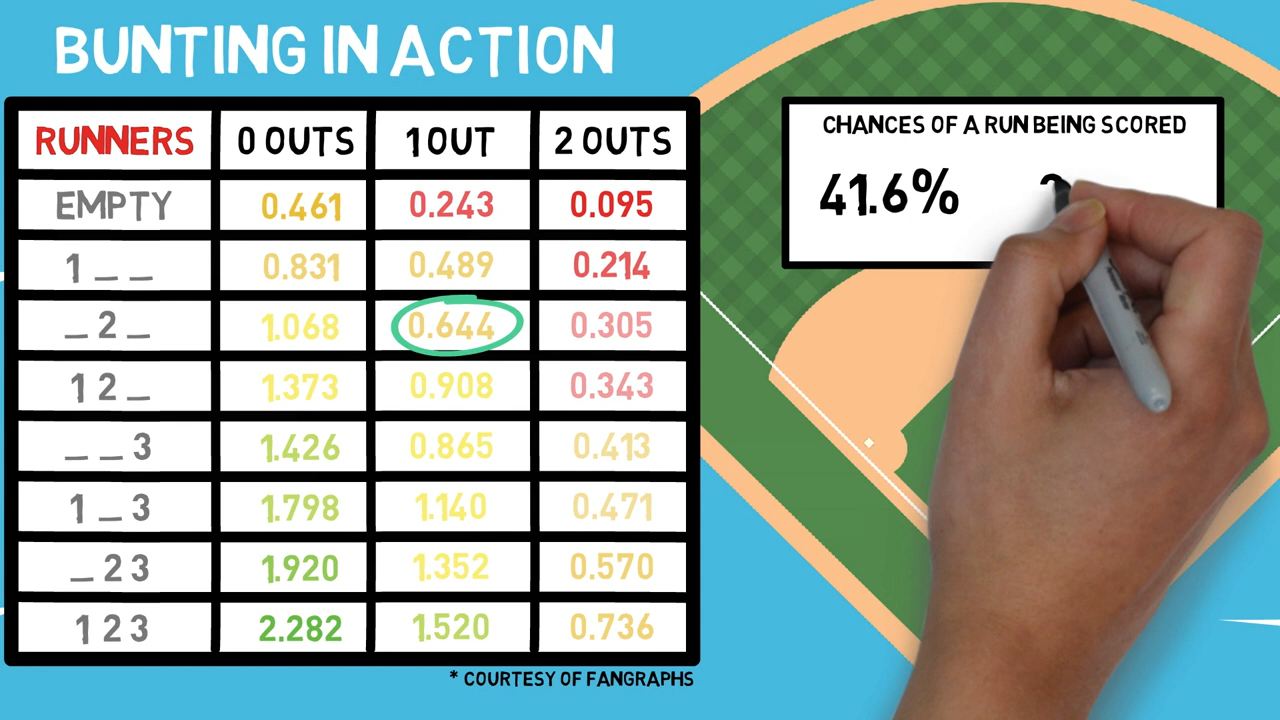 BUNTING IN ACTION
RUNNERS 0 OUTS 1 OUT 2 OUTS
EMPTY 0.461 0.243 0.095
1 _ _ 0.831 0.489 0.214
_ 2 _ 1.068 0.644 0.305
1 2 _ 1.373 0.908 0.343
_ _ 3 1.426 0.865 0.413
1 _ 3 1.798 1.140 0.471
_ 2 3 1.920 1.352 0.570
1 2 3 2.282 1.520 0.736
* COURTESY OF FANGRAPHS
CHANCES OF A RUN BEING SCORED
41.6%